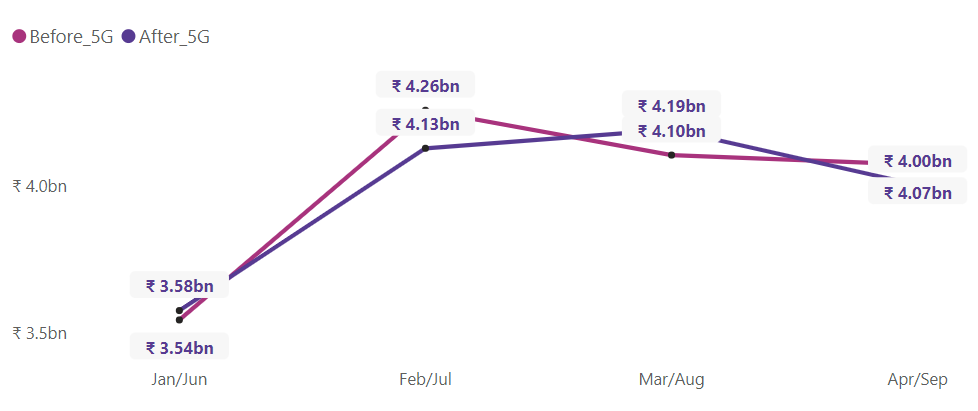 Before_5G After_5G
₹ 4.26bn
₹ 4.19bn
₹ 4.13bn
₹ 4.10bn
₹ 4.00bn
₹ 4.0bn
₹ 4.07bn
₹ 3.58bn
₹ 3.5bn
₹ 3.54bn
Jan/Jun Feb/Jul Mar/Aug Apr/Sep